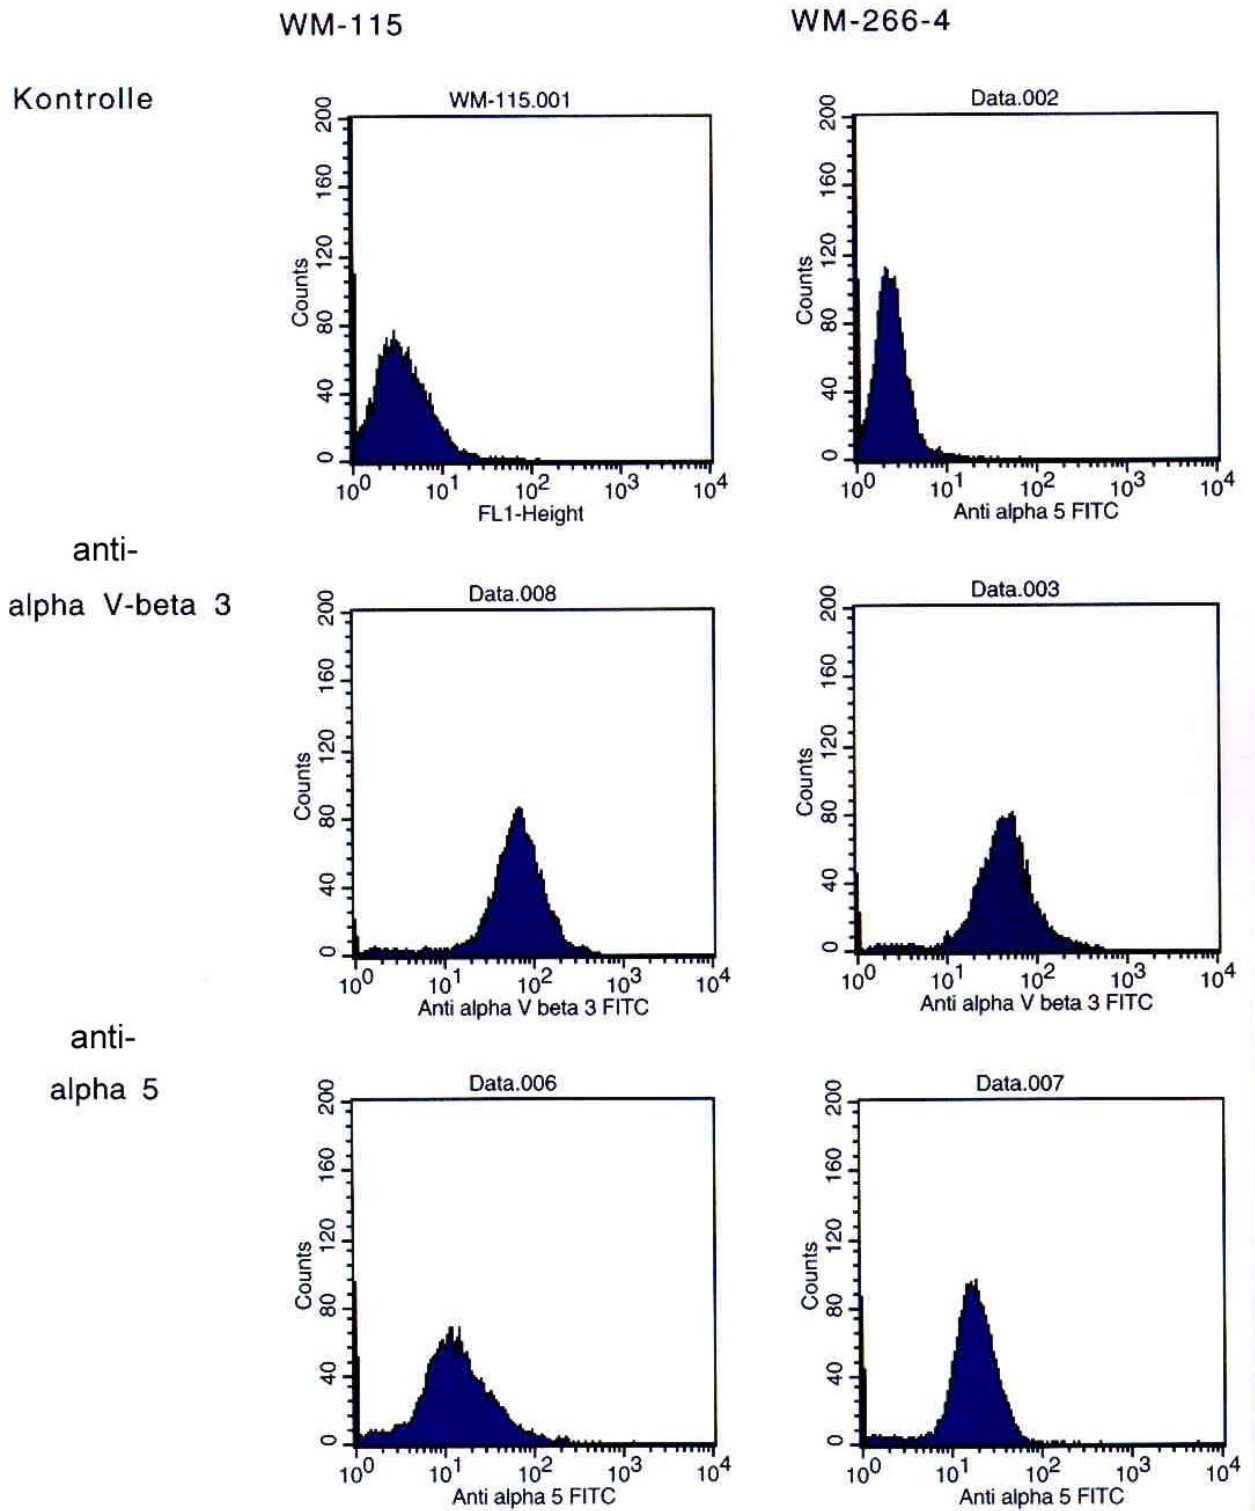 WM-115
WM-266-4
Kontrolle
WM-115.001
Data.002
200
160
120
80
40
0
Counts
10^0 10^1 10^2 10^3 10^4
FL1-Height
200
160
120
80
40
0
Counts
10^0 10^1 10^2 10^3 10^4
Anti alpha 5 FITC
anti-
alpha V-beta 3
Data.008
200
160
120
80
40
0
Counts
10^0 10^1 10^2 10^3 10^4
Anti alpha V beta 3 FITC
Data.003
200
160
120
80
40
0
Counts
10^0 10^1 10^2 10^3 10^4
Anti alpha V beta 3 FITC
anti-
alpha 5
Data.006
200
160
120
80
40
0
Counts
10^0 10^1 10^2 10^3 10^4
Anti alpha 5 FITC
Data.007
200
160
120
80
40
0
Counts
10^0 10^1 10^2 10^3 10^4
Anti alpha 5 FITC